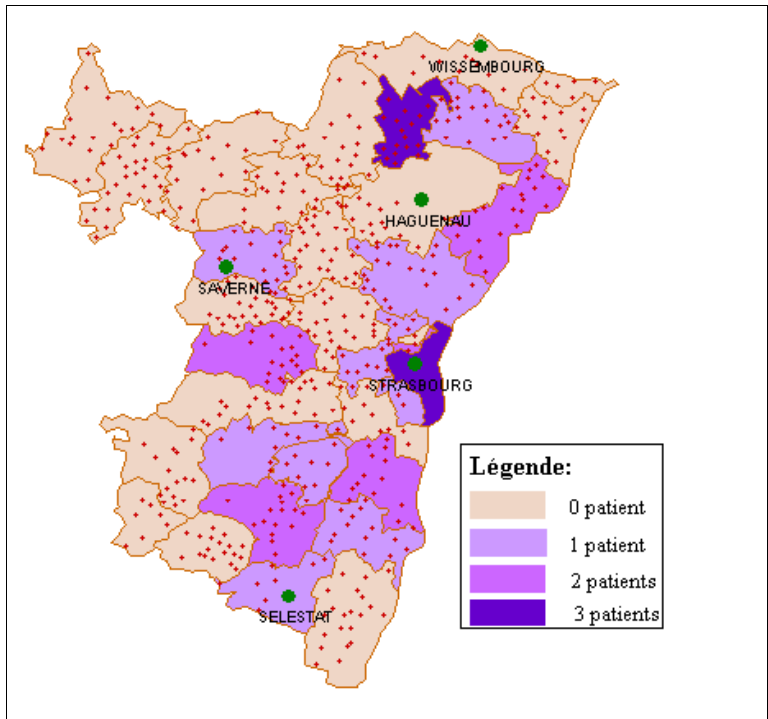 WISSEMBOURG
HAGUENAU
SAVERNE
STRASBOURG
SELESTAT
Légende:
0 patient
1 patient
2 patients
3 patients